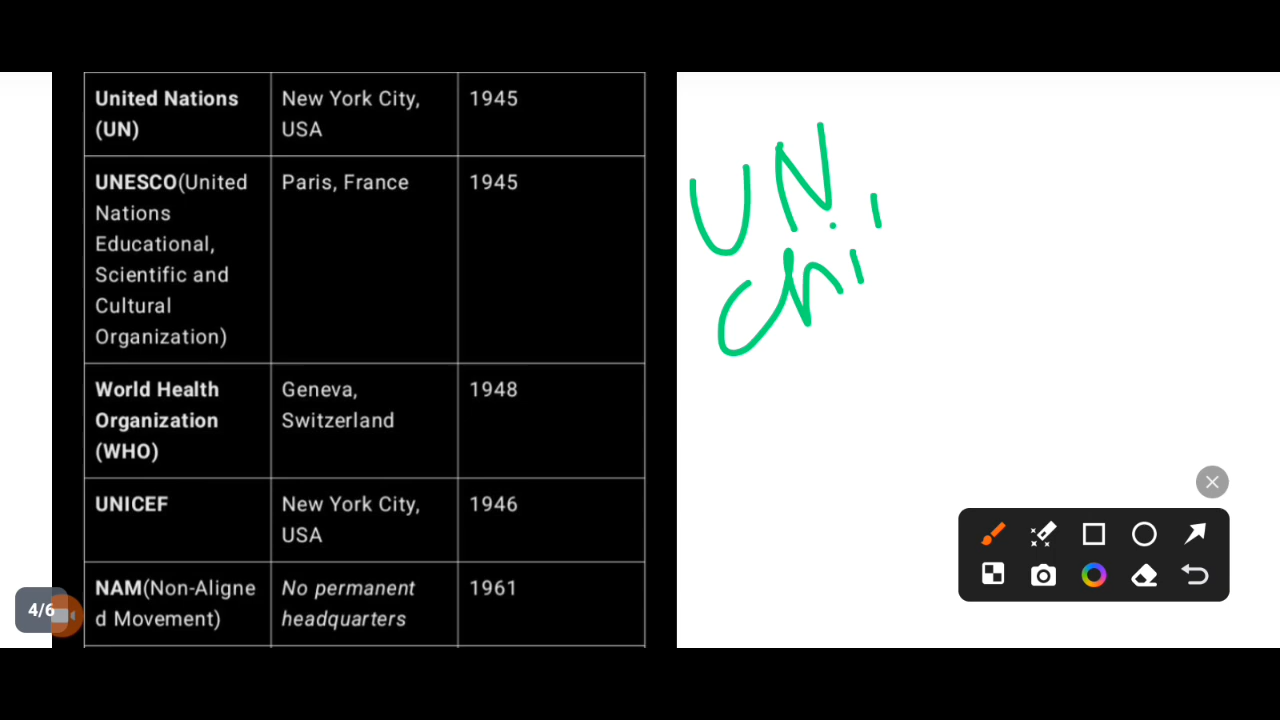 United Nations (UN) New York City, USA 1945
UNESCO(United Nations Educational, Scientific and Cultural Organization) Paris, France 1945
World Health Organization (WHO) Geneva, Switzerland 1948
UNICEF New York City, USA 1946
NAM(Non-Aligned Movement) No permanent headquarters 1961
4/6
UN
Chi